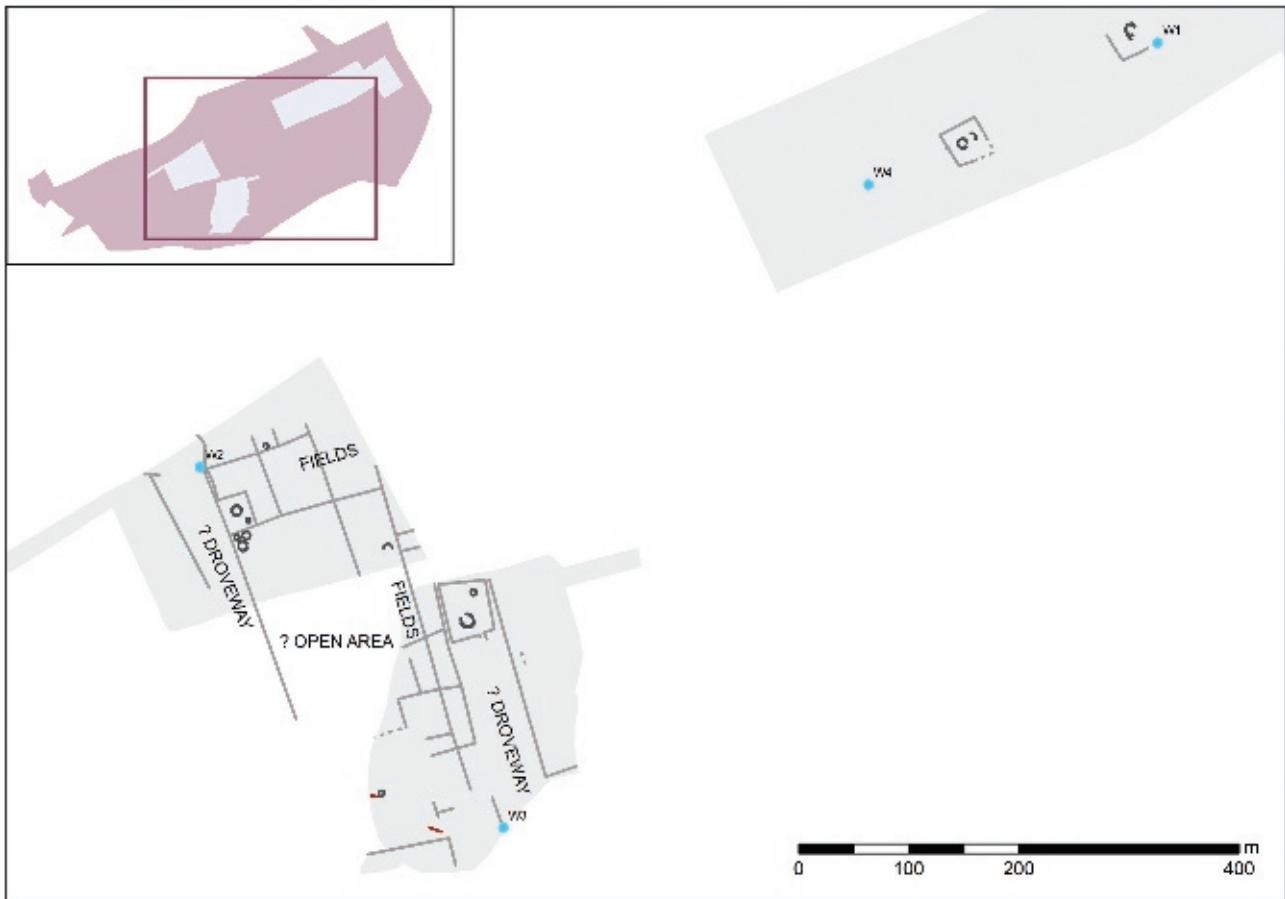 W1
W4
W2
FIELDS
? DROVEWAY
FIELDS
? OPEN AREA
? DROVEWAY
W3
m
0 100 200 400